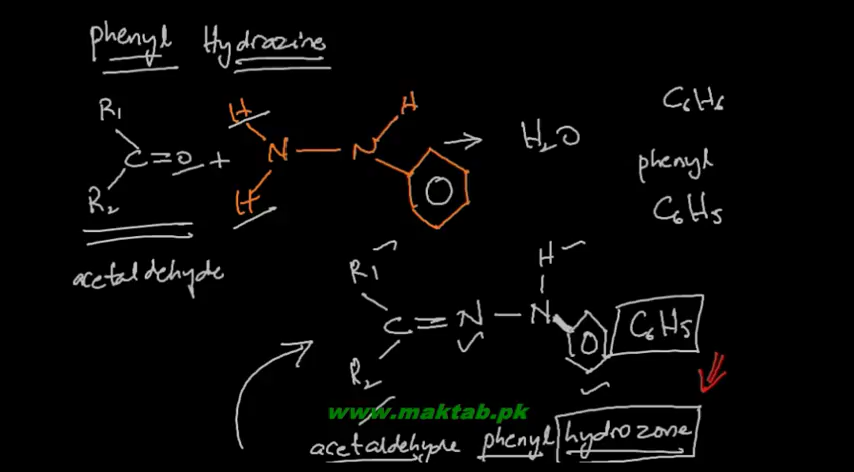 phenyl Hydrazine
R1
C=O +
R2
acetaldehyde
H
H
N — N
H
→ H2O
C6H6
phenyl
C6H5
R1
C = N — N
H
R2
C6H5
www.maktab.pk
acetaldehyde phenyl hydrozone